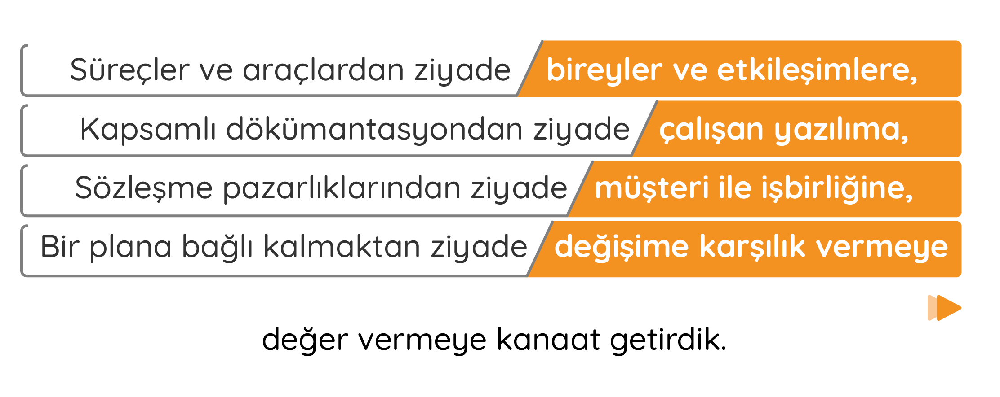 Süreçler ve araçlardan ziyade bireyler ve etkileşimlere,
Kapsamlı dökümantasyondan ziyade çalışan yazılıma,
Sözleşme pazarlıklarından ziyade müşteri ile işbirliğine,
Bir plana bağlı kalmaktan ziyade değişime karşılık vermeye
değer vermeye kanaat getirdik.